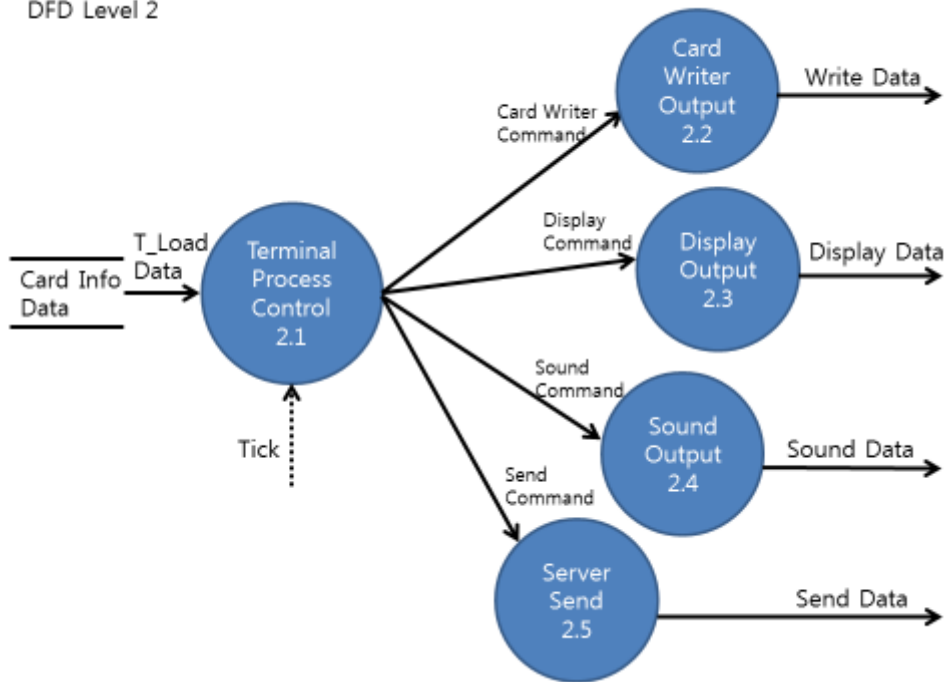 DFD Level 2
Card
Writer
Output
2.2
Write Data
Card Writer
Command
Display
Command
Display
Output
2.3
Display Data
T_Load
Data
Card Info
Data
Terminal
Process
Control
2.1
Sound
Command
Sound
Output
2.4
Sound Data
Tick
Send
Command
Server
Send
2.5
Send Data